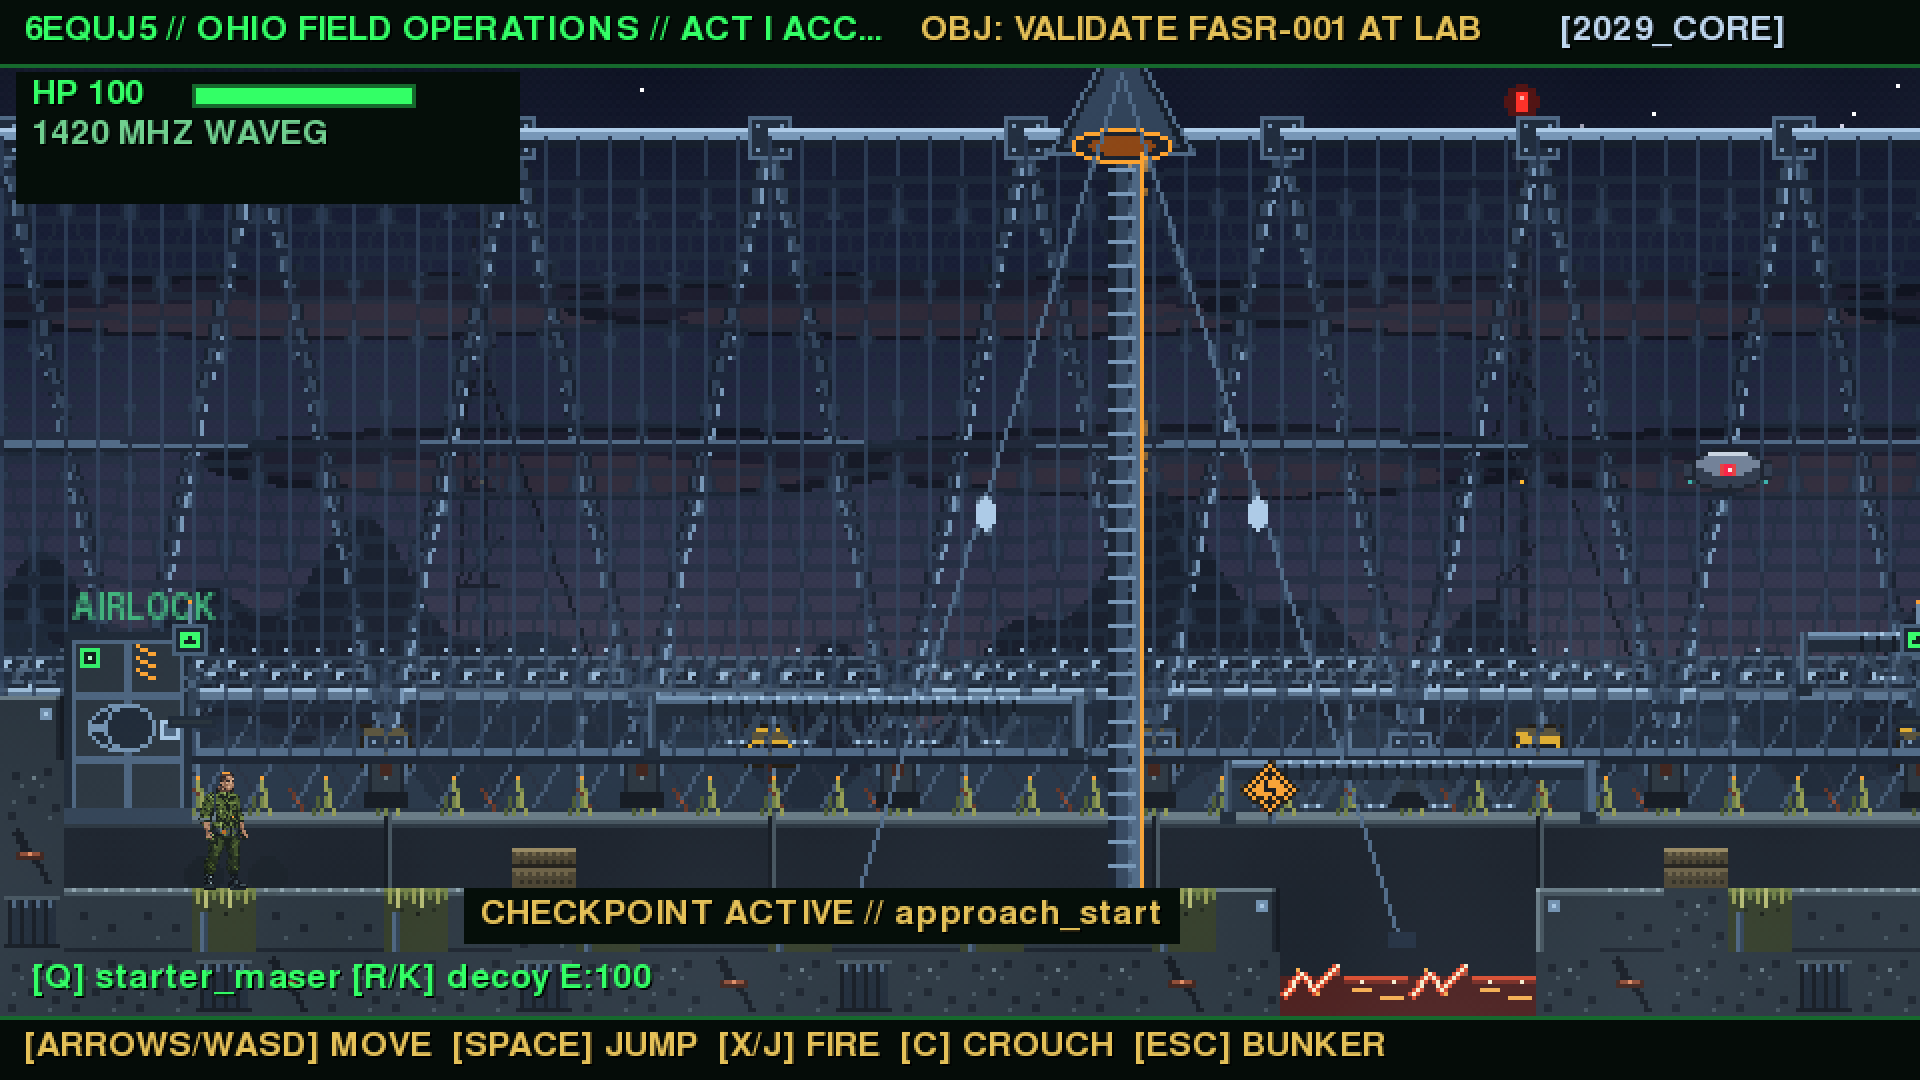 6EQUJ5 // OHIO FIELD OPERATIONS // ACT I ACC... OBJ: VALIDATE FASR-001 AT LAB [2029_CORE]
HP 100
1420 MHZ WAVEG
AIRLOCK
CHECKPOINT ACTIVE // approach_start
[Q] starter_maser [R/K] decoy E:100
[ARROWS/WASD] MOVE [SPACE] JUMP [X/J] FIRE [C] CROUCH [ESC] BUNKER